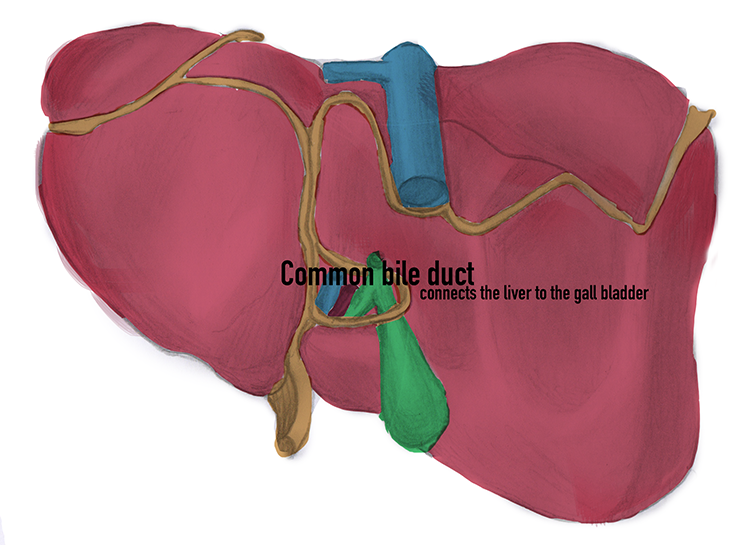 Common bile duct
connects the liver to the gall bladder